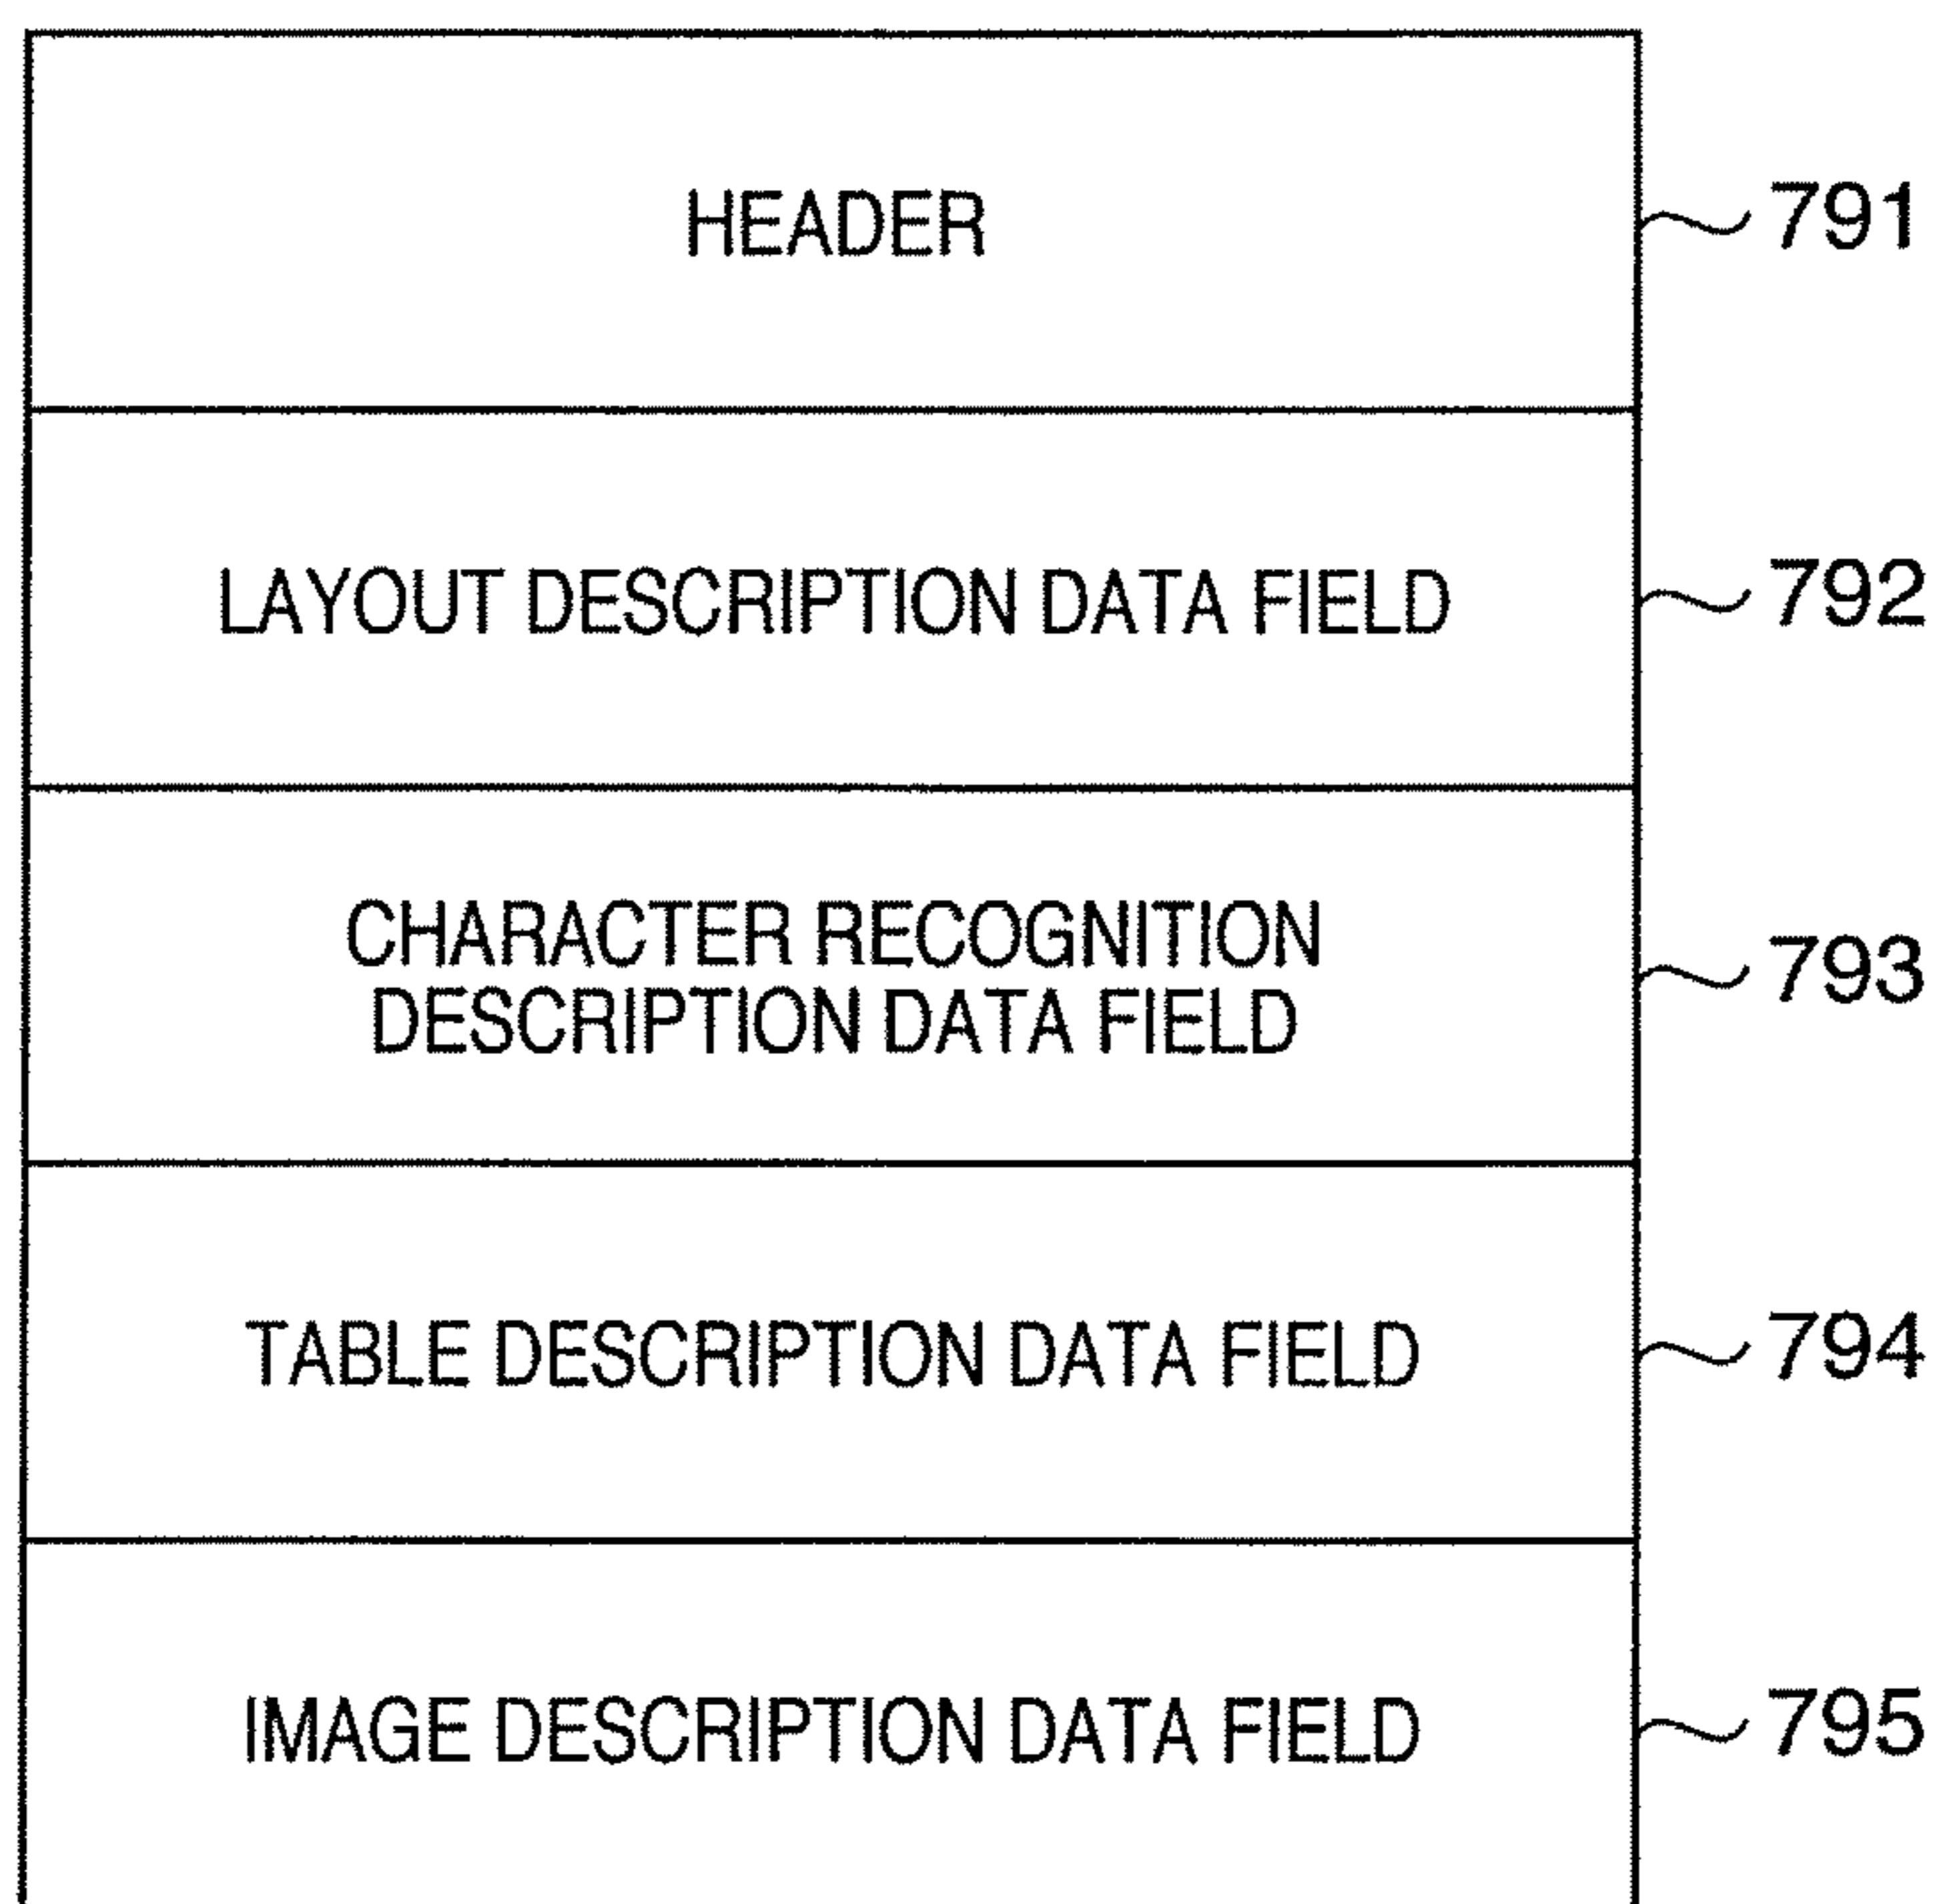 HEADER
791
LAYOUT DESCRIPTION DATA FIELD
792
CHARACTER RECOGNITION
DESCRIPTION DATA FIELD
793
TABLE DESCRIPTION DATA FIELD
794
IMAGE DESCRIPTION DATA FIELD
795